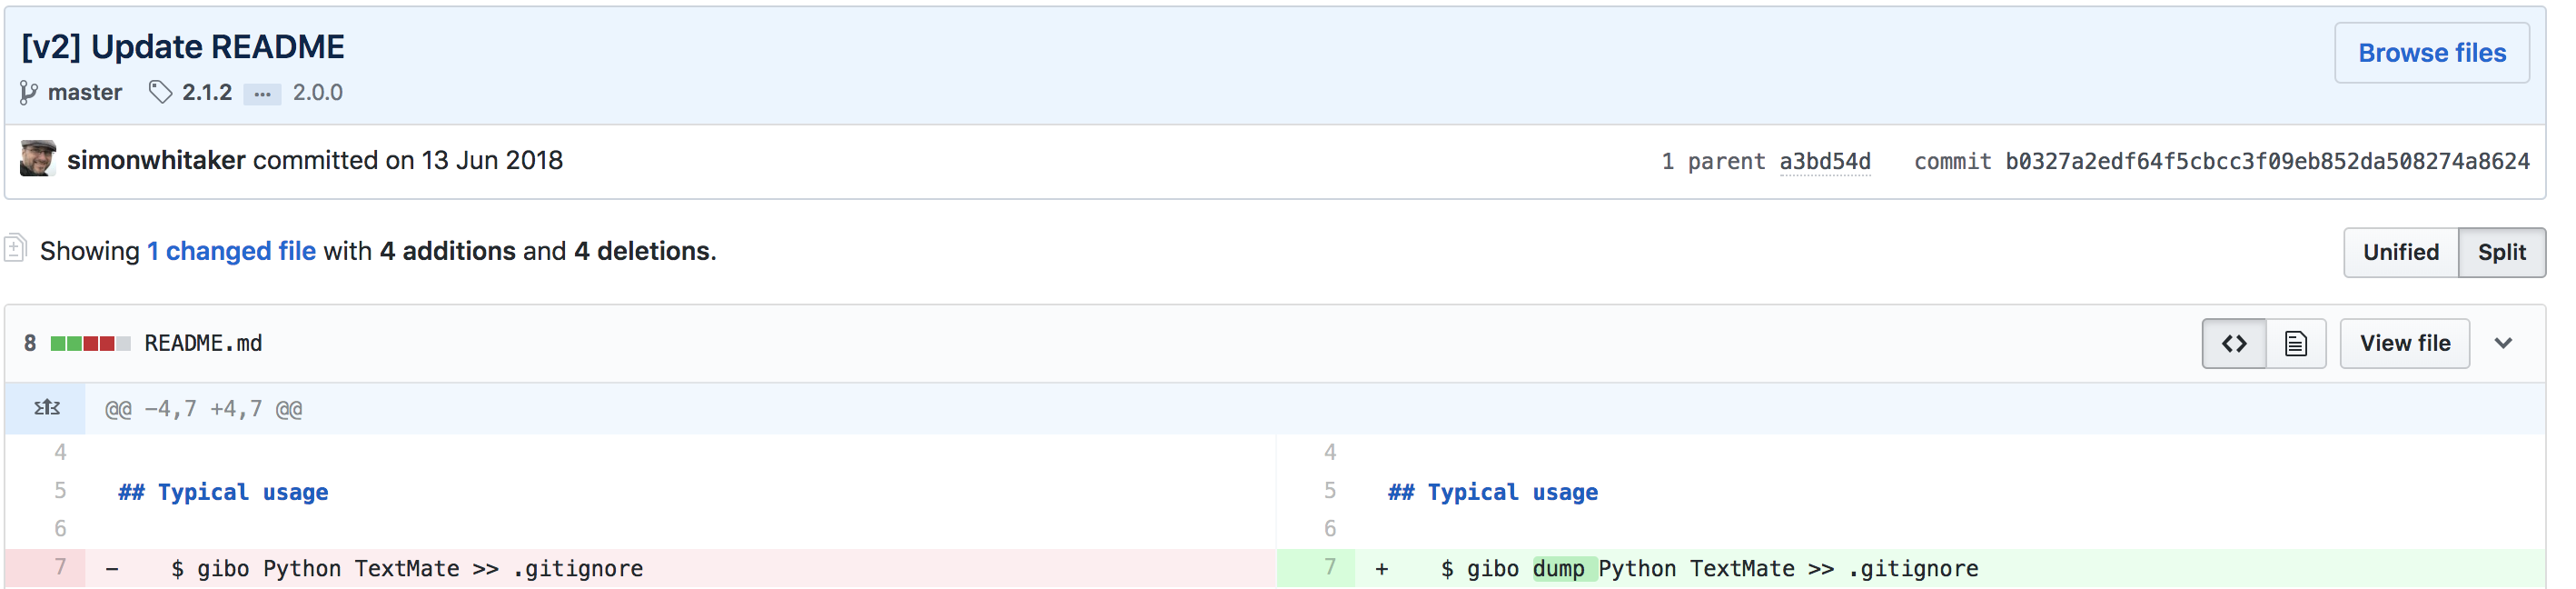 [v2] Update README
Browse files
master 2.1.2 ... 2.0.0
simonwhitaker committed on 13 Jun 2018
1 parent a3bd54d commit b0327a2edf64f5cbcc3f09eb852da508274a8624
Showing 1 changed file with 4 additions and 4 deletions.
Unified Split
8 README.md
<> View file
@@ -4,7 +4,7 @@
4 4
5 ## Typical usage 5 ## Typical usage
6 6
7 - $ gibo Python TextMate >> .gitignore 7 + $ gibo dump Python TextMate >> .gitignore